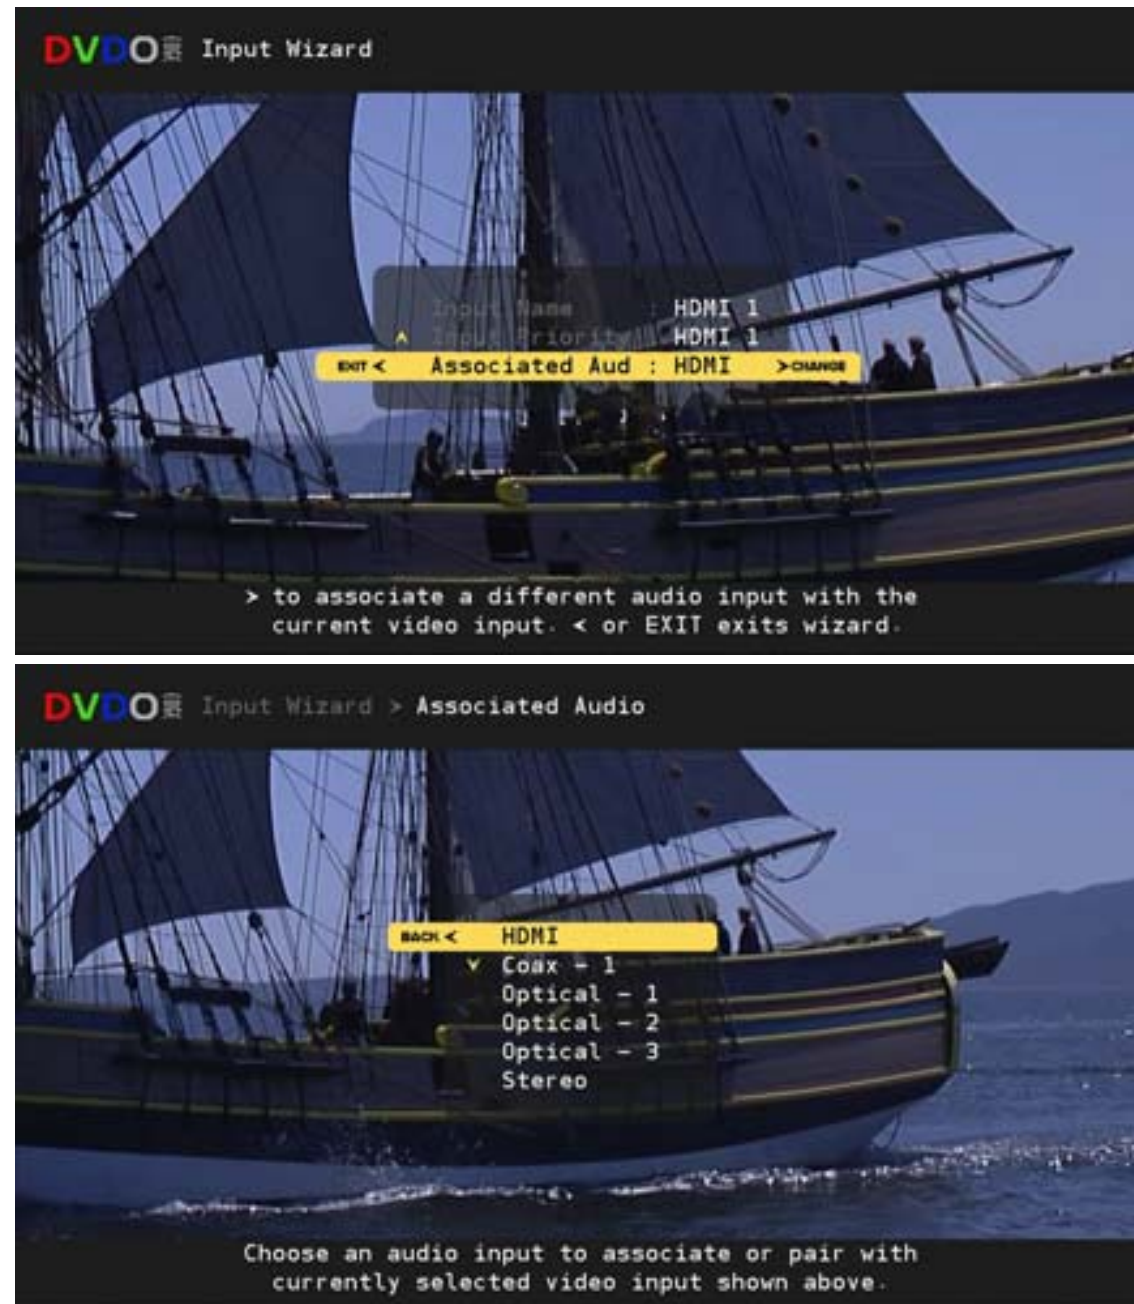 DVDO Input Wizard
Input Name : HDMI 1
Input Priority : HDMI 1
EXIT < Associated Aud : HDMI >CHANGE
> to associate a different audio input with the
current video input. < or EXIT exits wizard.
DVDO Input Wizard > Associated Audio
BACK < HDMI
Coax - 1
Optical - 1
Optical - 2
Optical - 3
Stereo
Choose an audio input to associate or pair with
currently selected video input shown above.